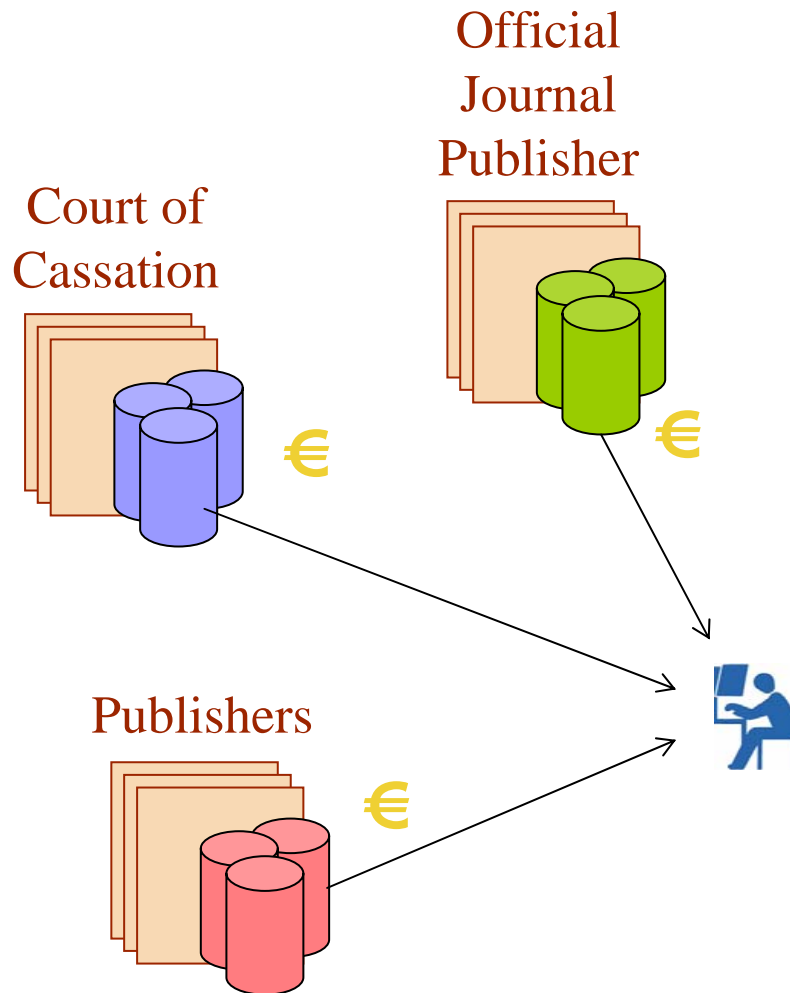 Official
Journal
Publisher
Court of
Cassation
€
€
Publishers
€